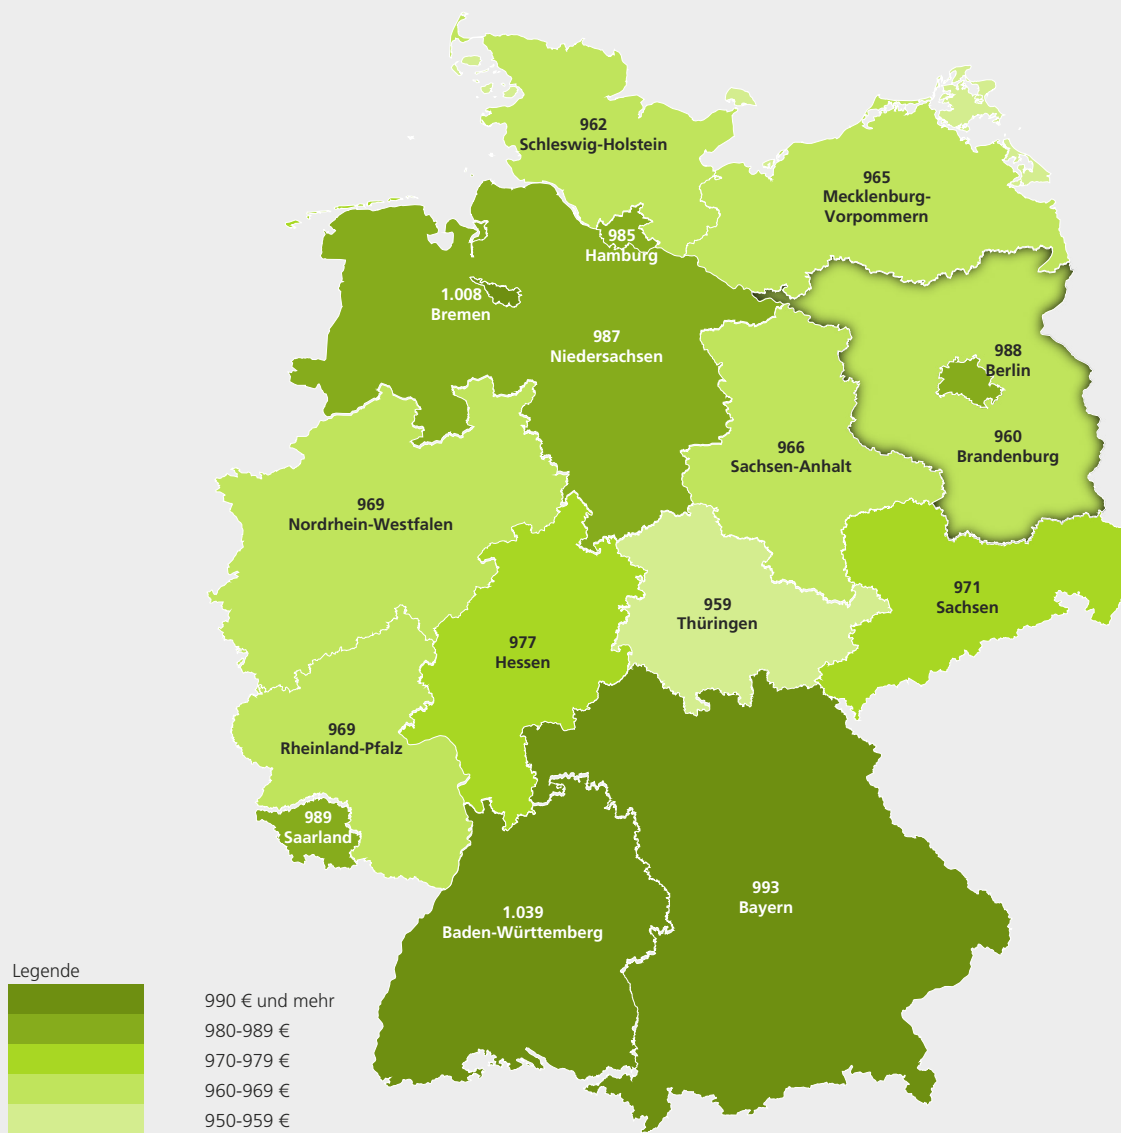 962
Schleswig-Holstein
965
Mecklenburg-
Vorpommern
985
Hamburg
1.008
Bremen
987
Niedersachsen
988
Berlin
960
Brandenburg
966
Sachsen-Anhalt
969
Nordrhein-Westfalen
971
Sachsen
959
Thüringen
977
Hessen
969
Rheinland-Pfalz
989
Saarland
993
Bayern
1.039
Baden-Württemberg
Legende
990 € und mehr
980-989 €
970-979 €
960-969 €
950-959 €